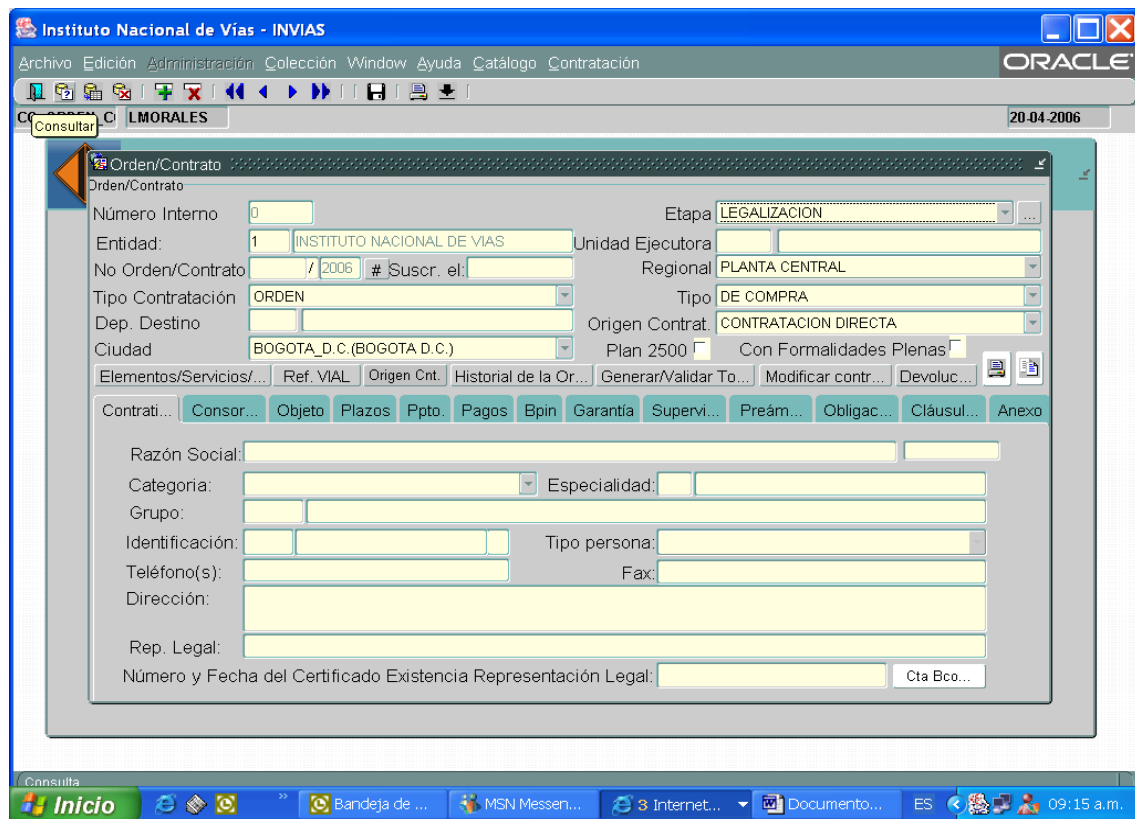 Instituto Nacional de Vías - INVIAS
Archivo Edición Administración Colección Window Ayuda Catálogo Contratación ORACLE
LMORALES 20-04-2006
Consultar
Orden/Contrato
Orden/Contrato
Número Interno 0 Etapa LEGALIZACION ...
Entidad: 1 INSTITUTO NACIONAL DE VIAS Unidad Ejecutora
No Orden/Contrato / 2006 # Suscr. el: Regional PLANTA CENTRAL
Tipo Contratación ORDEN Tipo DE COMPRA
Dep. Destino Origen Contrat. CONTRATACION DIRECTA
Ciudad BOGOTA_D.C.(BOGOTA D.C.) Plan 2500 Con Formalidades Plenas
Elementos/Servicios/... Ref. VIAL Origen Cnt. Historial de la Or... Generar/Validar To... Modificar contr... Devoluc...
Contrati... Consor... Objeto Plazos Ppto. Pagos Bpin Garantía Supervi... Preám... Obligac... Cláusul... Anexo
Razón Social:
Categoria: Especialidad:
Grupo:
Identificación: Tipo persona:
Teléfono(s): Fax:
Dirección:
Rep. Legal:
Número y Fecha del Certificado Existencia Representación Legal: Cta Bco...
Consulta
Inicio » Bandeja de ... MSN Messen... 3 Internet... Documento... ES 09:15 a.m.